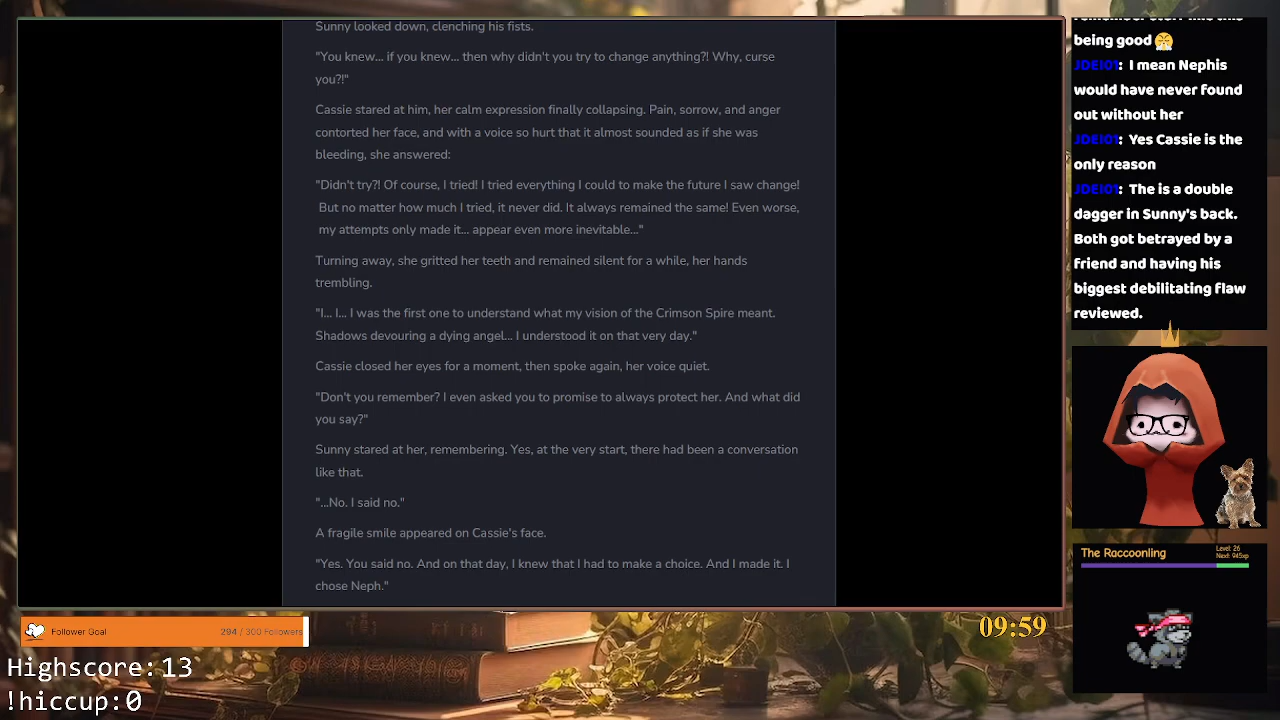 Sunny looked down, clenching his fists.
"You knew... if you knew... then why didn't you try to change anything?! Why, curse
you?!"
Cassie stared at him, her calm expression finally collapsing. Pain, sorrow, and anger
contorted her face, and with a voice so hurt that it almost sounded as if she was
bleeding, she answered:
"Didn't try?! Of course, I tried! I tried everything I could to make the future I saw change!
But no matter how much I tried, it never did. It always remained the same! Even worse,
my attempts only made it... appear even more inevitable..."
Turning away, she gritted her teeth and remained silent for a while, her hands
trembling.
"I... I... I was the first one to understand what my vision of the Crimson Spire meant.
Shadows devouring a dying angel... I understood it on that very day."
Cassie closed her eyes for a moment, then spoke again, her voice quiet.
"Don't you remember? I even asked you to promise to always protect her. And what did
you say?"
Sunny stared at her, remembering. Yes, at the very start, there had been a conversation
like that.
"...No. I said no."
A fragile smile appeared on Cassie's face.
"Yes. You said no. And on that day, I knew that I had to make a choice. And I made it. I
chose Neph."
being good 😤
JDEI01: I mean Nephis
would have never found
out without her
JDEI01: Yes Cassie is the
only reason
JDEI01: The is a double
dagger in Sunny's back.
Both got betrayed by a
friend and having his
biggest debilitating flaw
reviewed.
The Raccoonling
Level: 26
Next: 945xp
Follower Goal
294 / 300 Followers
09:59
Highscore:13
!hiccup:0